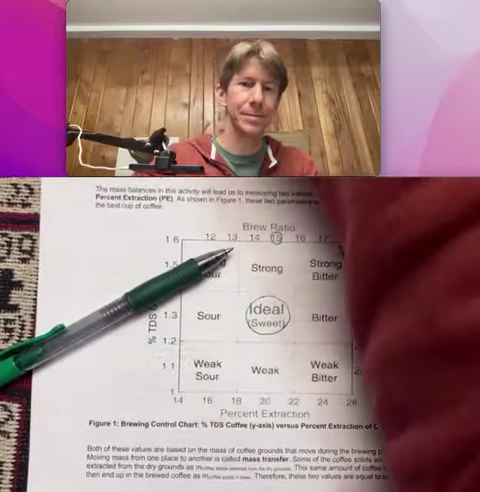 The mass balances in this activity will lead us to measuring two
Percent Extraction (PE). As shown in Figure 1, these two
the best cup of coffee.
Brew Ratio
12 13 14 15 16 17
1 6
Strong
Strong
Bitter
% TDS
1.3
Sour
Ideal
(Sweet)
Bitter
1.2
1 1
Weak
Sour
Weak
Weak
Bitter
1
14 16 18 20 22 24 26
Percent Extraction
Figure 1: Brewing Control Chart: % TDS Coffee (y-axis) versus Percent Extraction of
Both of these values are based on the mass of coffee grounds that move during the brewing
Moving mass from one place to another is called mass transfer. Some of the coffee solids
extracted from the dry grounds as This same amount of coffee
then end up in the brewed coffee as Therefore, these two values are equal to